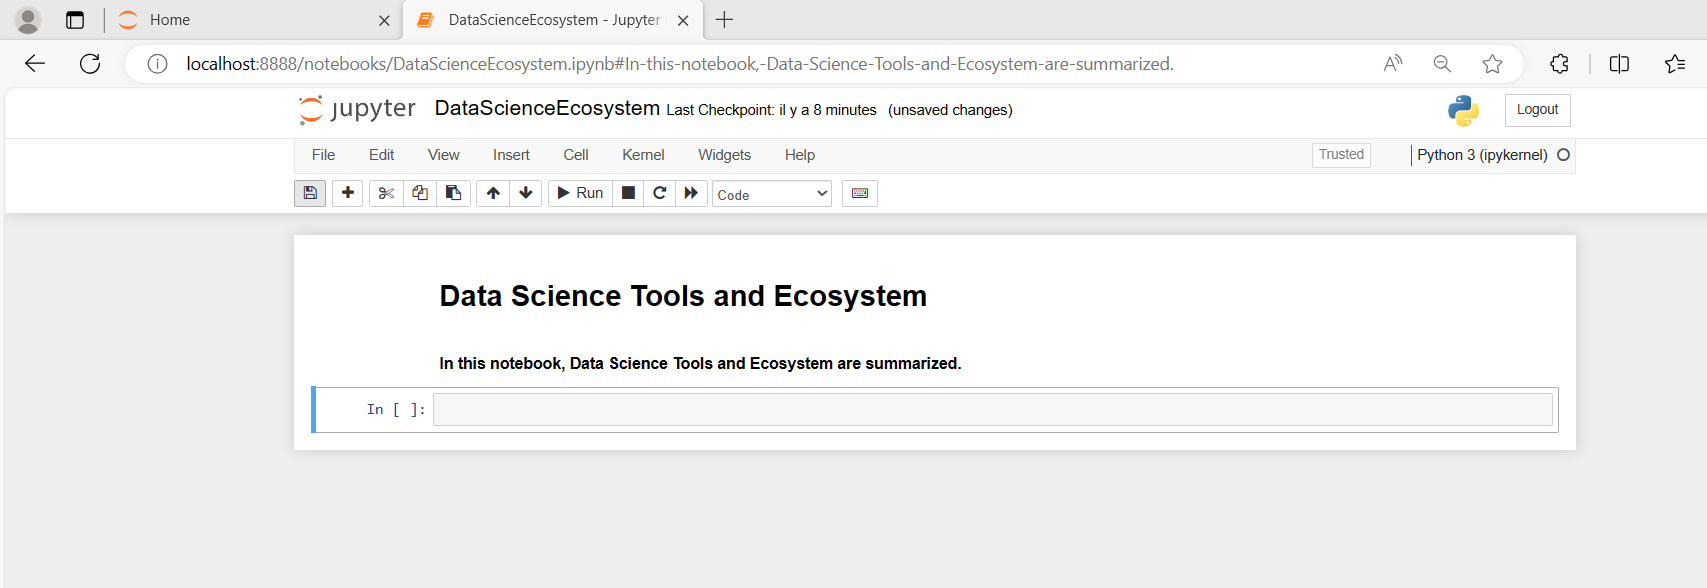 Home
DataScienceEcosystem - Jupyter
localhost:8888/notebooks/DataScienceEcosystem.ipynb#In-this-notebook,-Data-Science-Tools-and-Ecosystem-are-summarized.
jupyter DataScienceEcosystem Last Checkpoint: il y a 8 minutes (unsaved changes)
Logout
File Edit View Insert Cell Kernel Widgets Help Trusted Python 3 (ipykernel)
Run Code
Data Science Tools and Ecosystem
In this notebook, Data Science Tools and Ecosystem are summarized.
In [ ]: